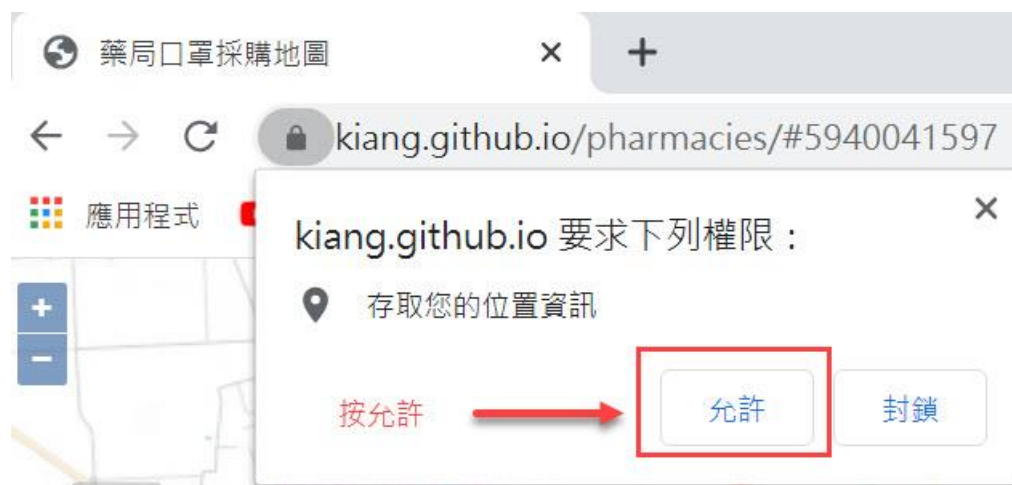 藥局口罩採購地圖
kiang.github.io/pharmacies/#5940041597
應用程式
kiang.github.io 要求下列權限：
存取您的位置資訊
按允許 允許 封鎖